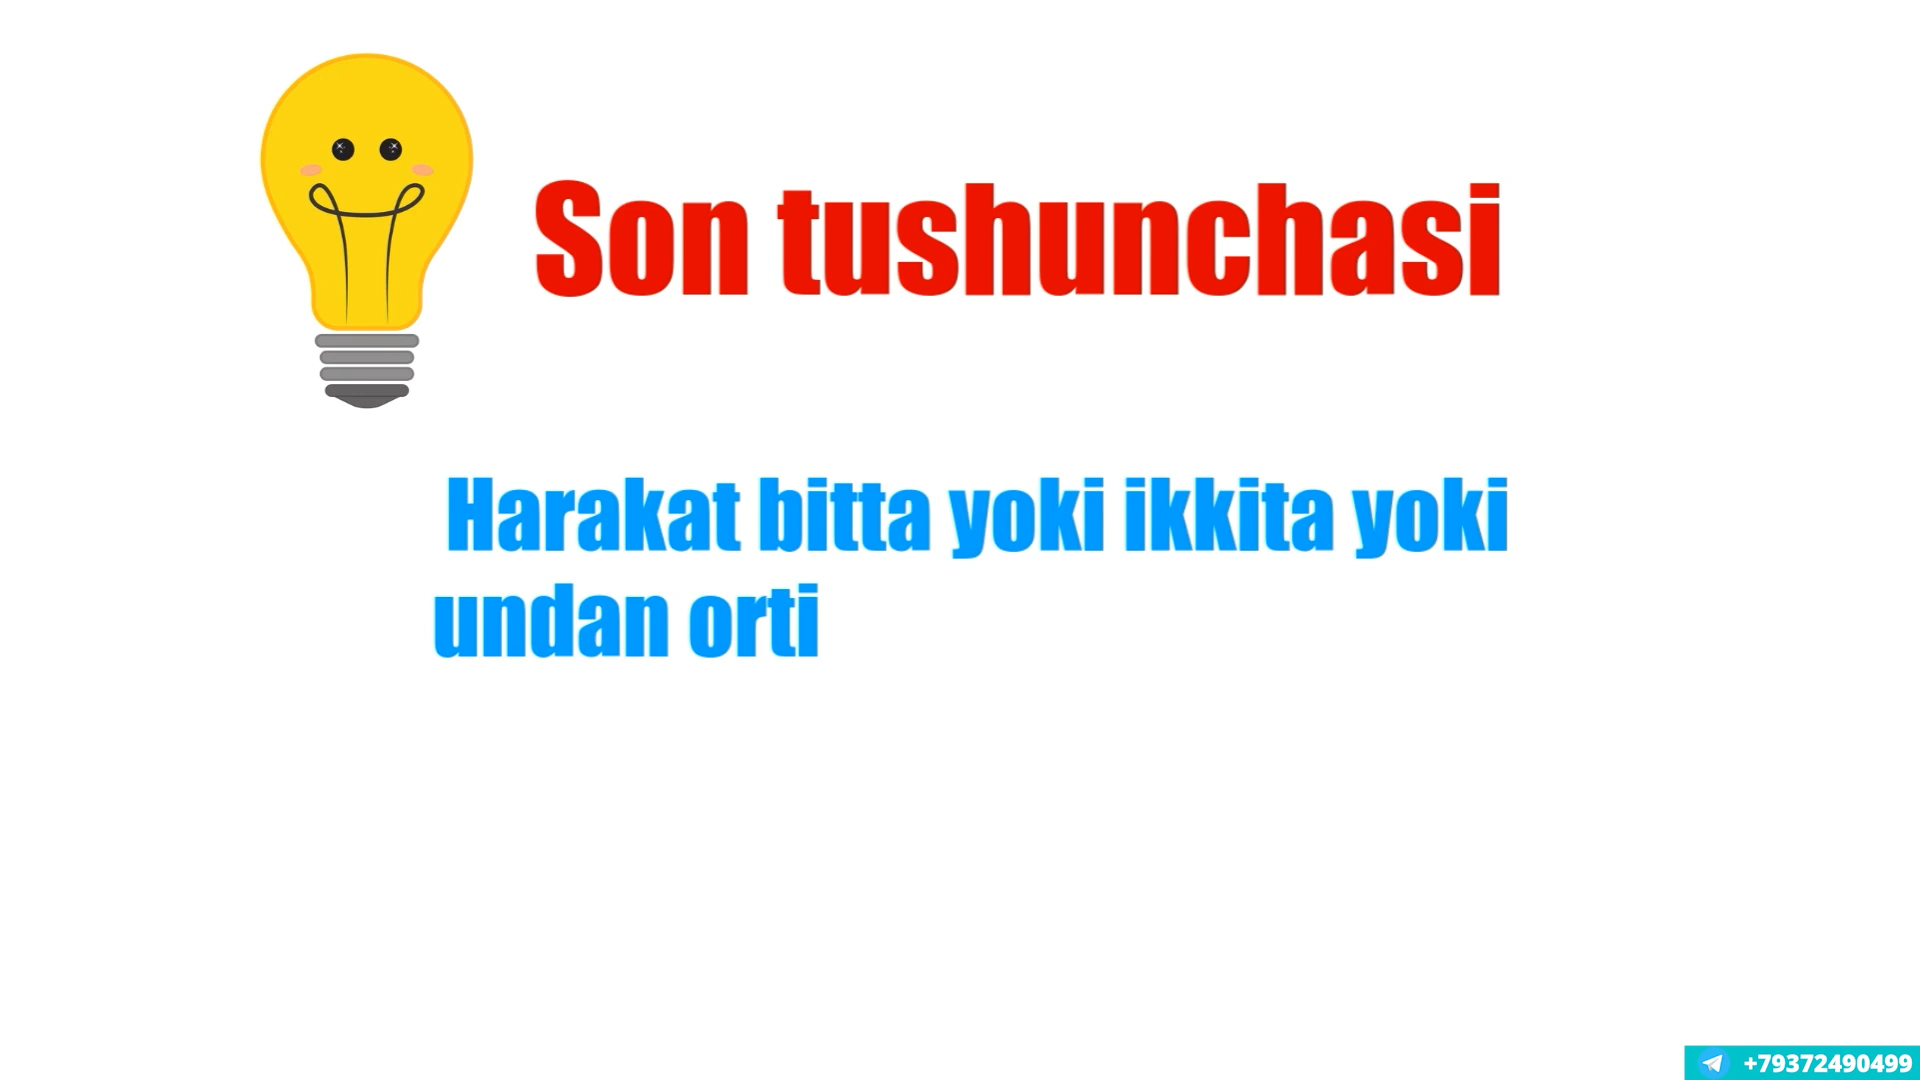 Son tushunchasi
Harakat bitta yoki ikkita yoki
undan orti
+79372490499